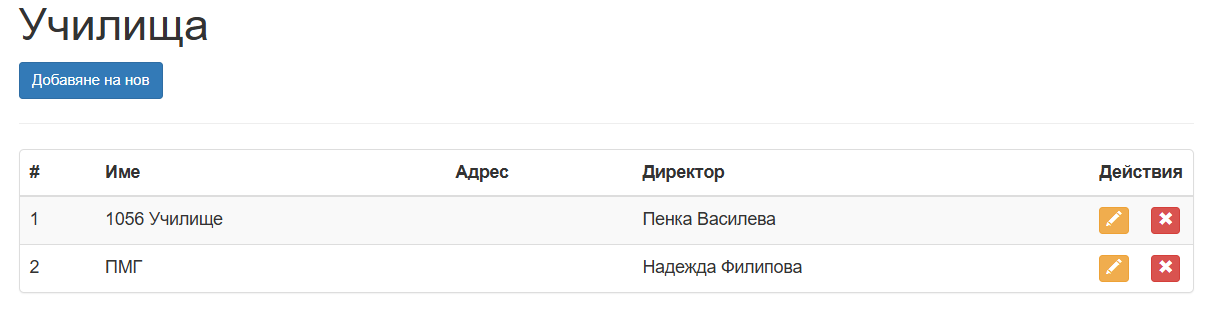 Училища
Добавяне на нов
# Име Адрес Директор Действия
1 1056 Училище Пенка Василева
2 ПМГ Надежда Филипова